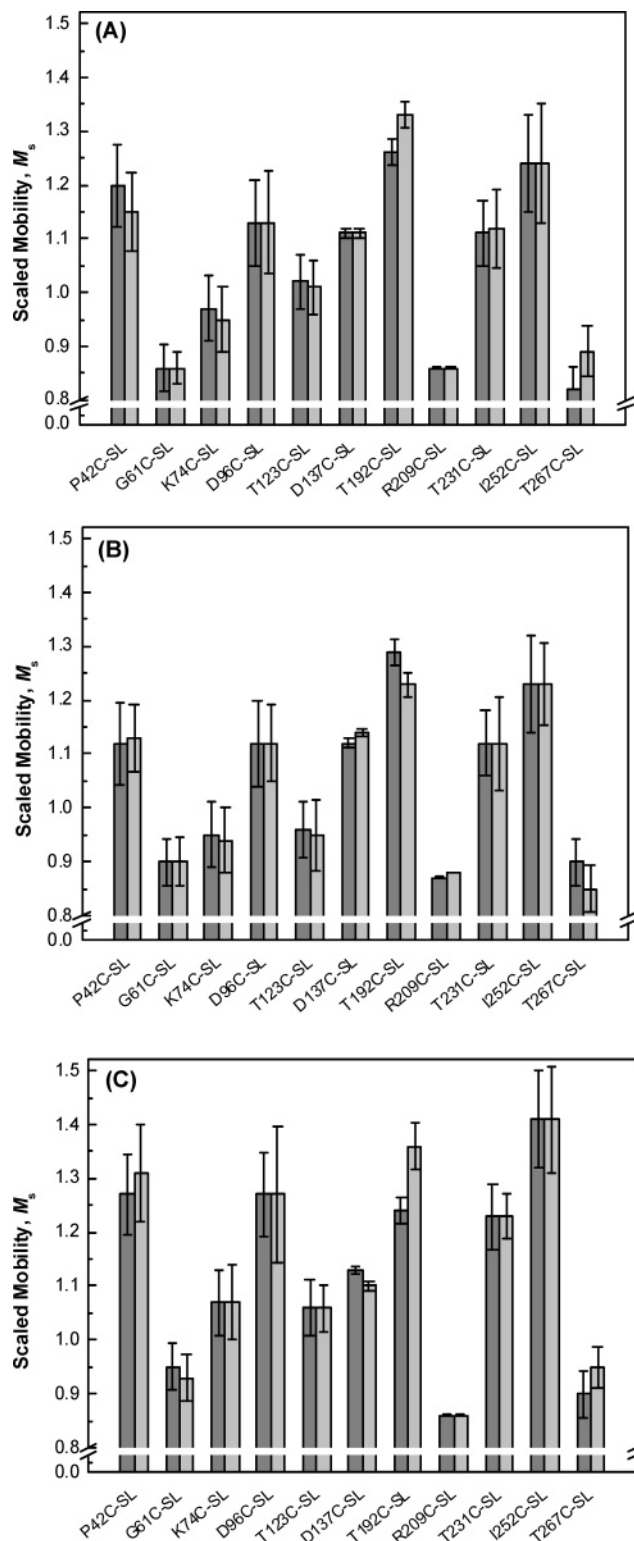 (A)
Scaled Mobility, Ms
1.5
1.4
1.3
1.2
1.1
1.0
0.9
0.8
0.0
P42C-SL
G61C-SL
K74C-SL
D96C-SL
T123C-SL
D137C-SL
T192C-SL
R209C-SL
T231C-SL
I252C-SL
T267C-SL
(B)
Scaled Mobility, Ms
1.5
1.4
1.3
1.2
1.1
1.0
0.9
0.8
0.0
P42C-SL
G61C-SL
K74C-SL
D96C-SL
T123C-SL
D137C-SL
T192C-SL
R209C-SL
T231C-SL
I252C-SL
T267C-SL
(C)
Scaled Mobility, Ms
1.5
1.4
1.3
1.2
1.1
1.0
0.9
0.8
0.0
P42C-SL
G61C-SL
K74C-SL
D96C-SL
T123C-SL
D137C-SL
T192C-SL
R209C-SL
T231C-SL
I252C-SL
T267C-SL